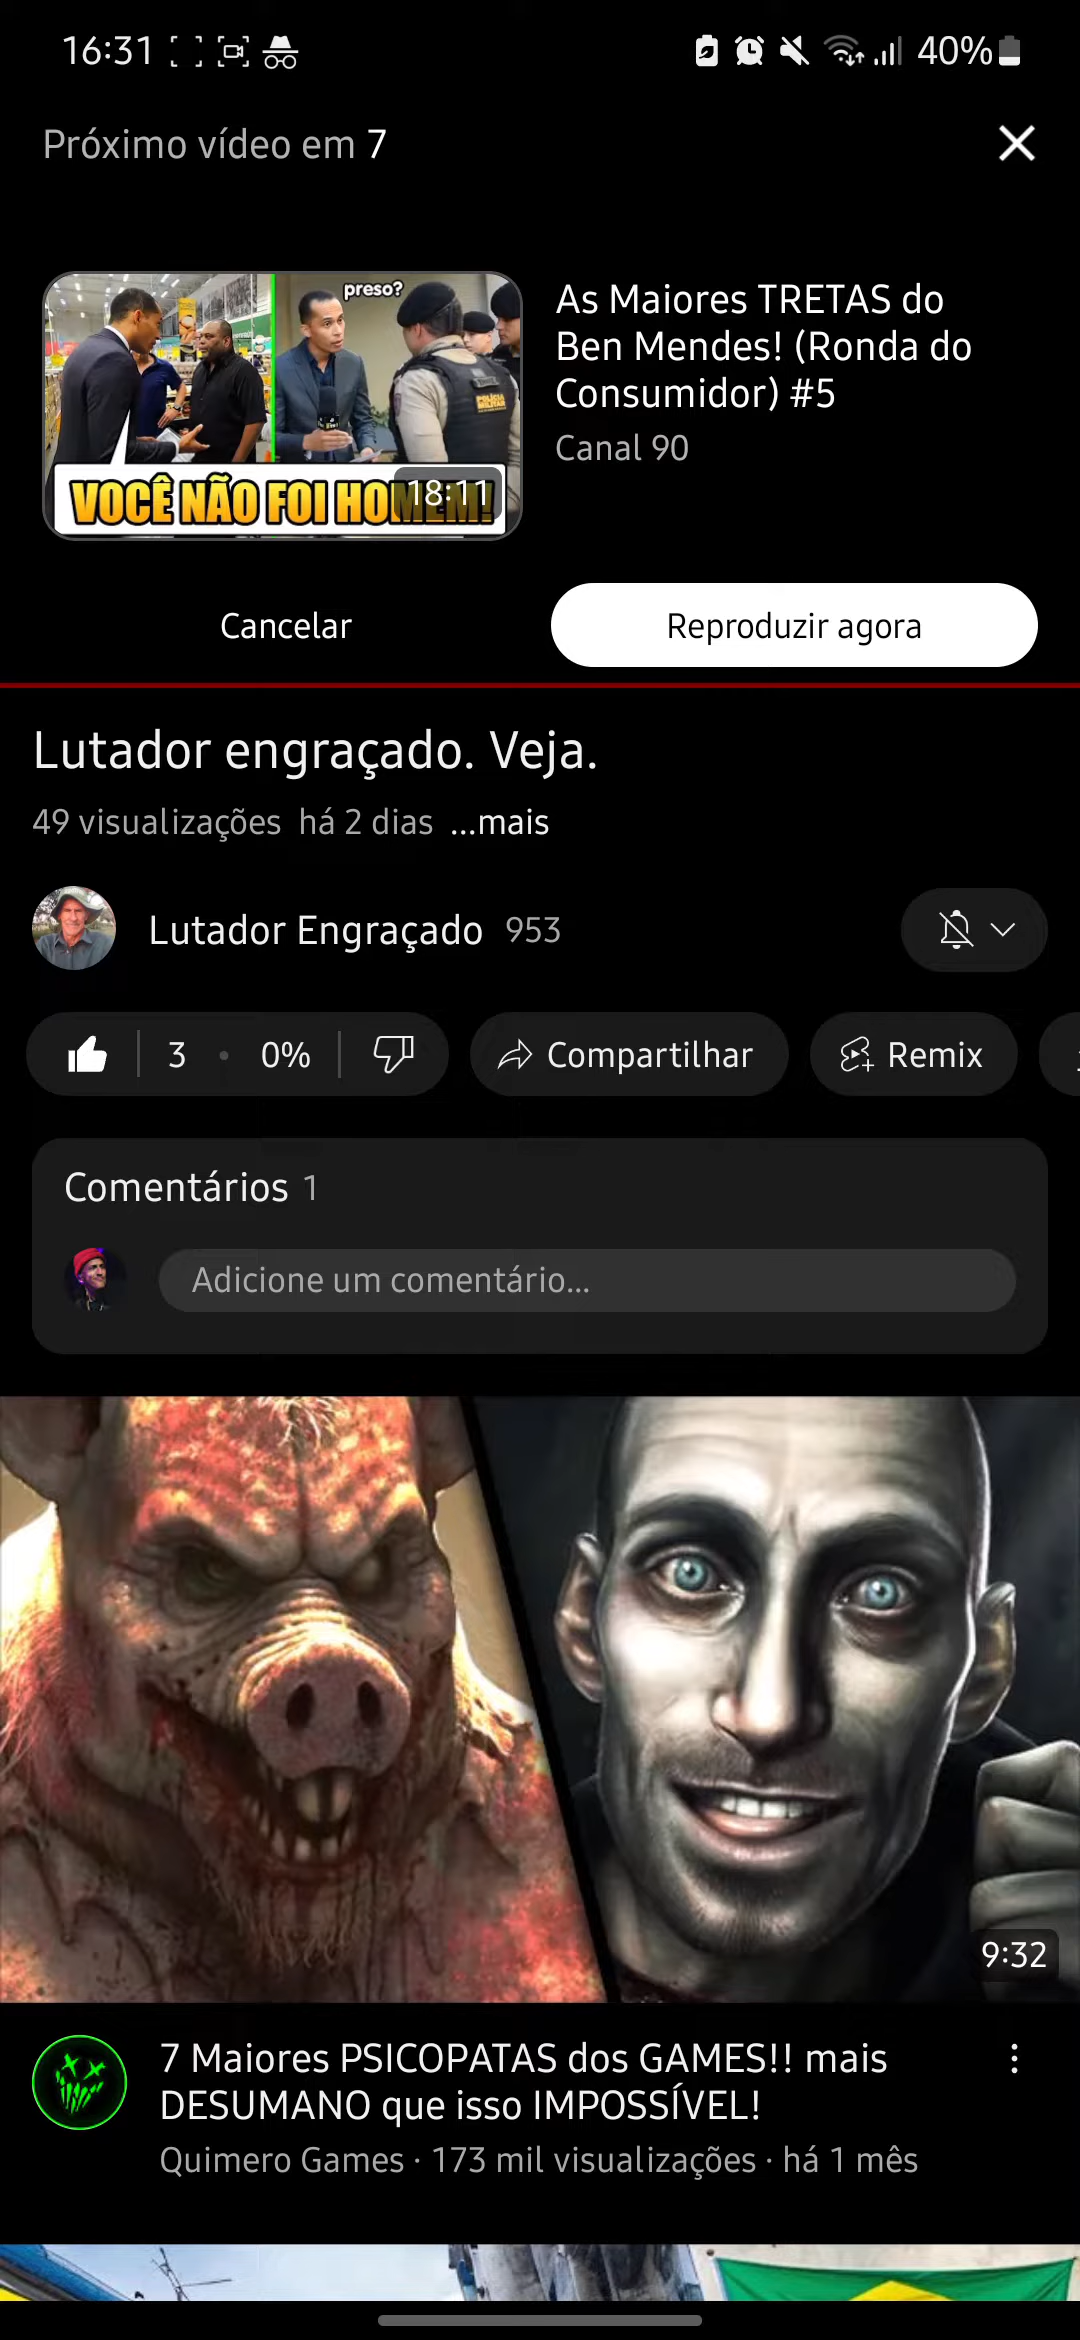 16:31
40%
Próximo vídeo em 7
preso?
VOCÊ NÃO FOI HOMEM!
18:11
As Maiores TRETAS do
Ben Mendes! (Ronda do
Consumidor) #5
Canal 90
Cancelar
Reproduzir agora
Lutador engraçado. Veja.
49 visualizações há 2 dias ...mais
Lutador Engraçado 953
3 • 0%
Compartilhar
Remix
Comentários 1
Adicione um comentário...
9:32
7 Maiores PSICOPATAS dos GAMES!! mais
DESUMANO que isso IMPOSSÍVEL!
Quimero Games · 173 mil visualizações · há 1 mês